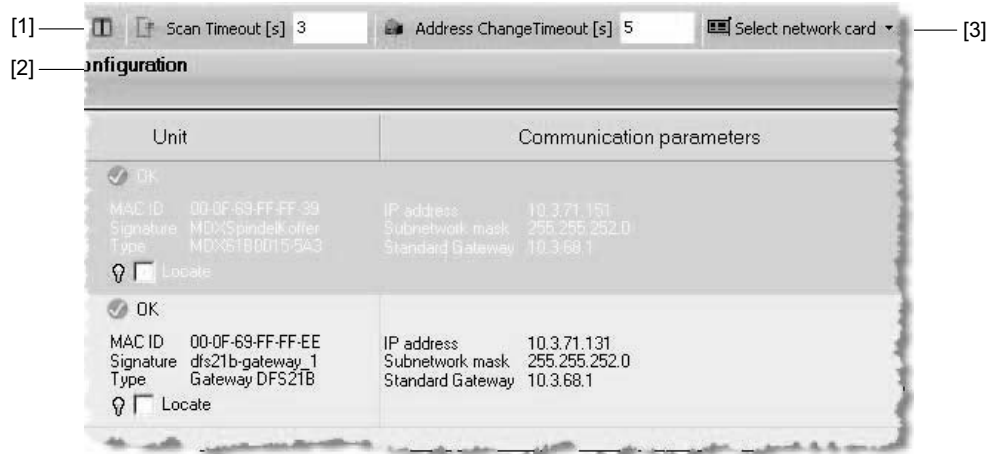 [1] Scan Timeout [s] 3 Address ChangeTimeout [s] 5 Select network card [3]
[2] onfiguration
Unit Communication parameters
OK
MAC ID 00-0F-69-FF-FF-39 IP address 10.3.71.151
Signature MDXSpindelKoffer Subnetwork mask 255.255.252.0
Type MDX61B0015-5A3 Standard Gateway 10.3.68.1
Locate
OK
MAC ID 00-0F-69-FF-FF-EE IP address 10.3.71.131
Signature dfs21b-gateway_1 Subnetwork mask 255.255.252.0
Type Gateway DFS21B Standard Gateway 10.3.68.1
Locate